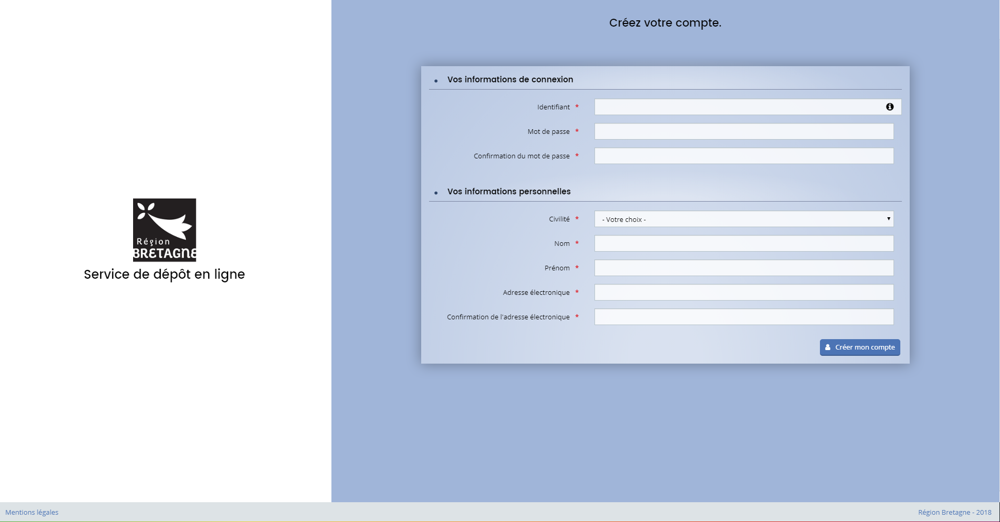 Région
BRETAGNE
Service de dépôt en ligne
Créez votre compte.
Vos informations de connexion
Identifiant *
Mot de passe *
Confirmation du mot de passe *
Vos informations personnelles
Civilité * - Votre choix -
Nom *
Prénom *
Adresse électronique *
Confirmation de l'adresse électronique *
Créer mon compte
Mentions légales
Région Bretagne - 2018